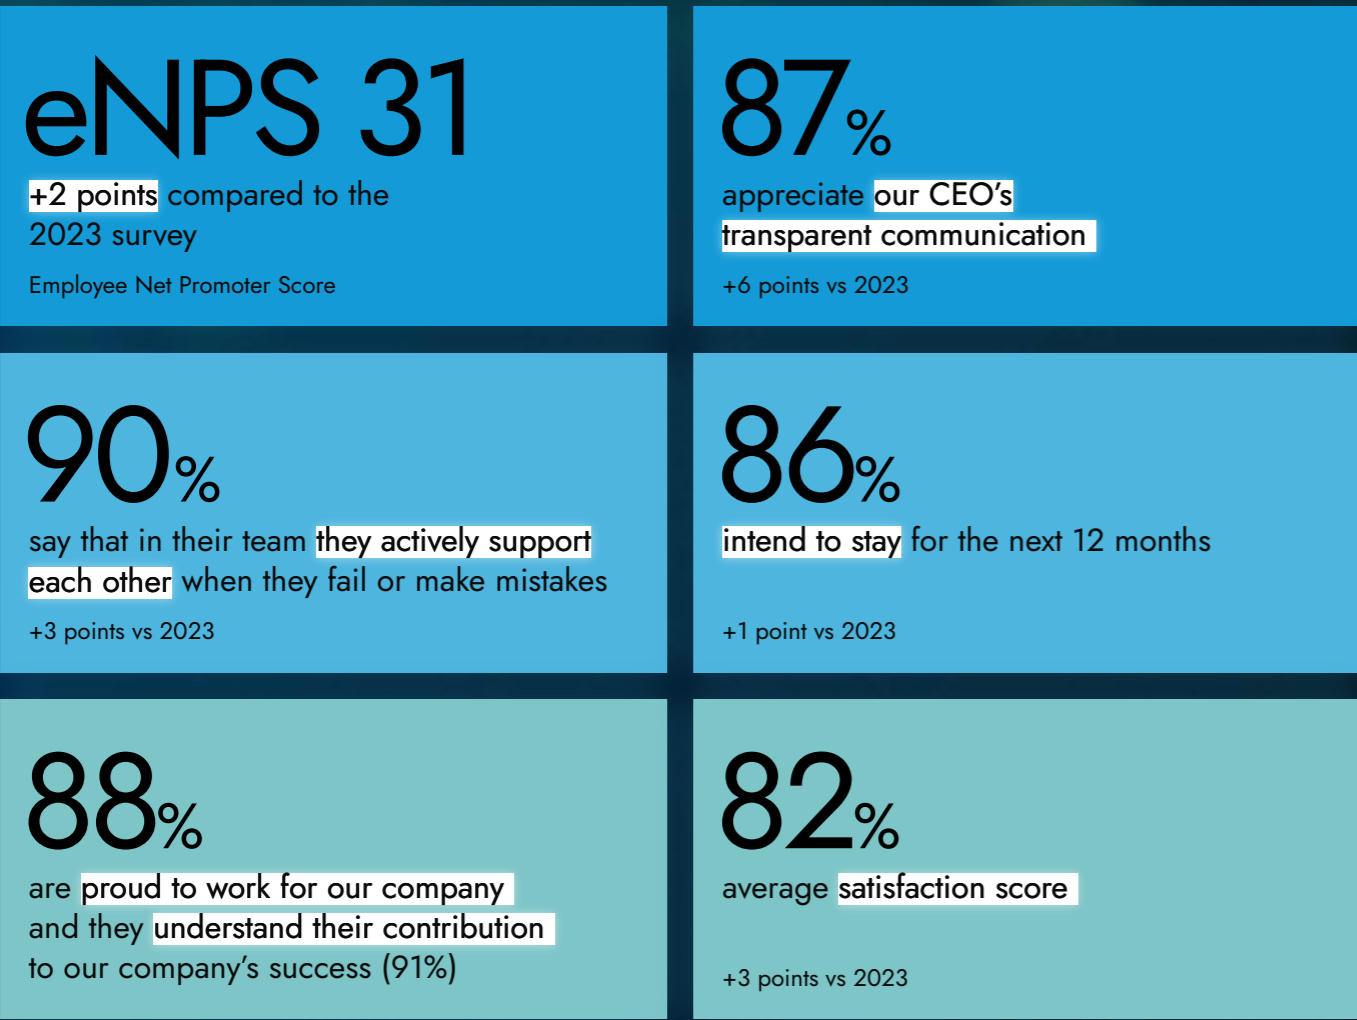 eNPS 31
+2 points compared to the
2023 survey
Employee Net Promoter Score
87%
appreciate our CEO’s
transparent communication
+6 points vs 2023
90%
say that in their team they actively support
each other when they fail or make mistakes
+3 points vs 2023
86%
intend to stay for the next 12 months
+1 point vs 2023
88%
are proud to work for our company
and they understand their contribution
to our company’s success (91%)
82%
average satisfaction score
+3 points vs 2023